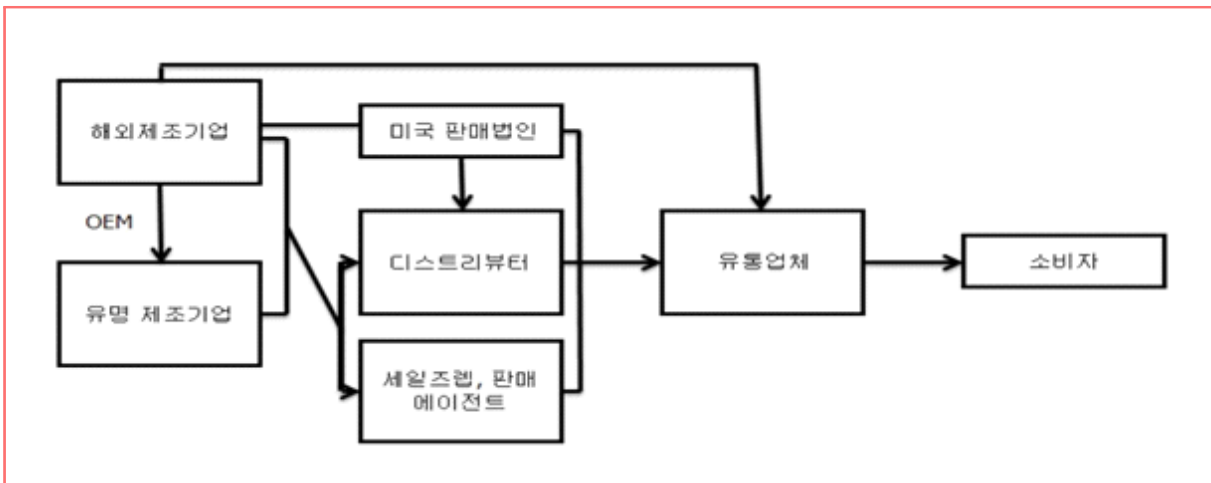 해외제조기업
미국 판매법인
OEM
디스트리뷰터
유통업체
소비자
유명 제조기업
세일즈렙, 판매
에이전트